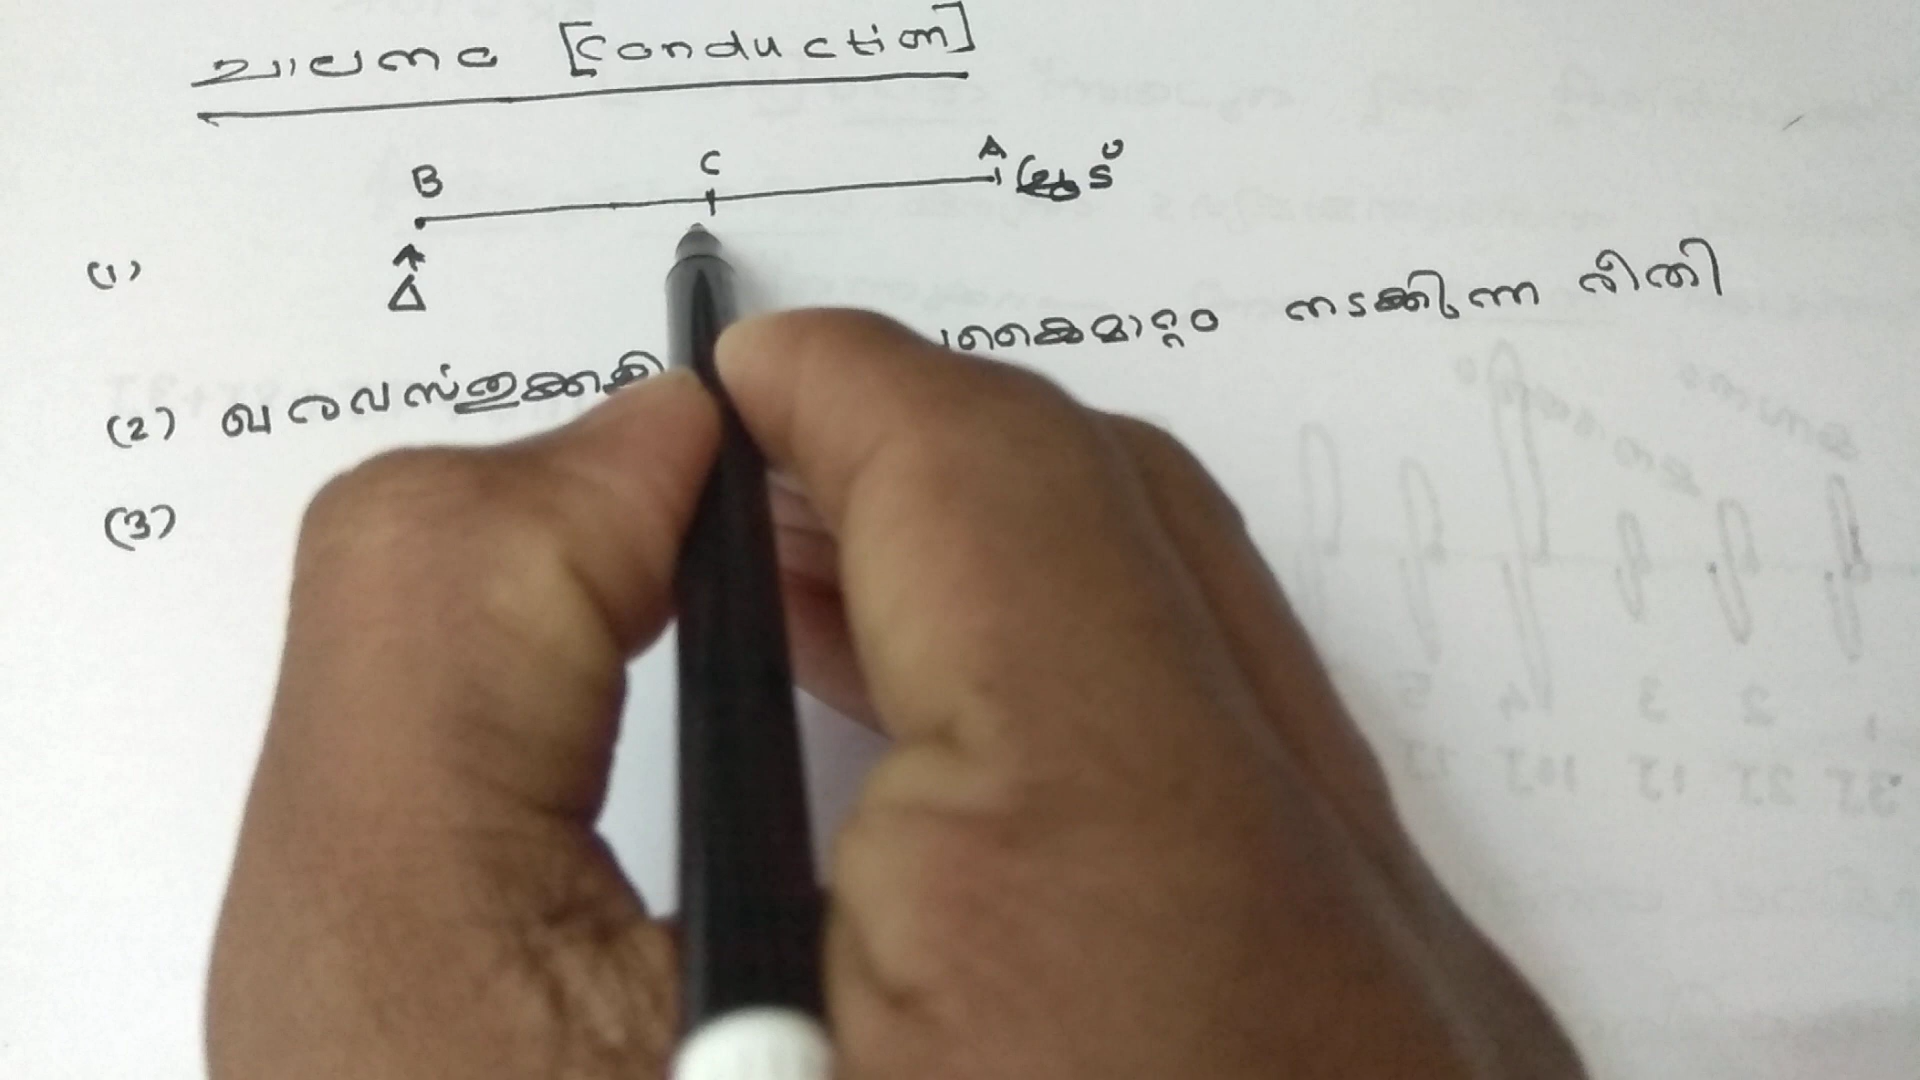 ചാലനം [Conduction]
B C A ചൂട്
(1)
(2) ഖരവസ്തുക്കളി കൈമാറ്റം നടക്കുന്ന രീതി
(3)